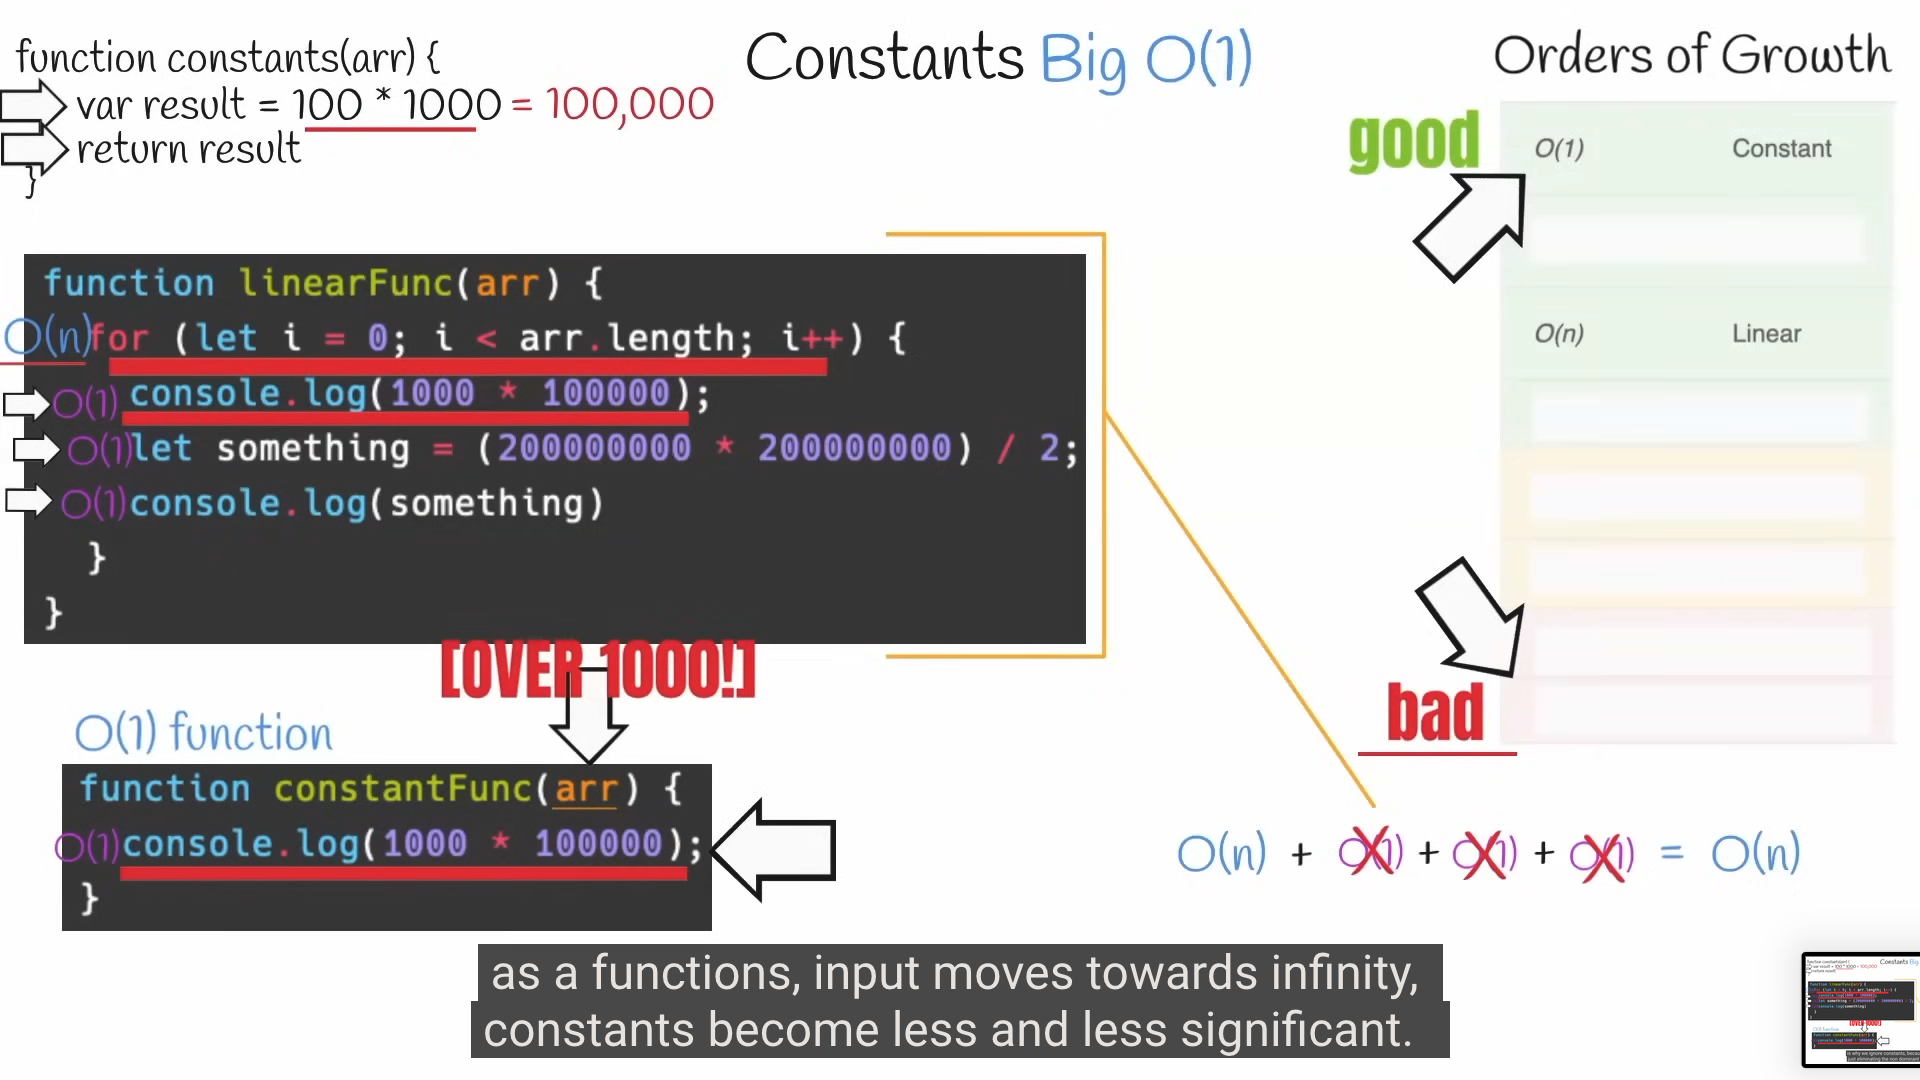 function constants(arr) {
var result = 100 * 1000 = 100,000
return result
}
Constants Big O(1)
Orders of Growth
good
O(1) Constant
O(n) Linear
bad
function linearFunc(arr) {
O(n) for (let i = 0; i < arr.length; i++) {
O(1) console.log(1000 * 100000);
O(1) let something = (200000000 * 200000000) / 2;
O(1) console.log(something)
}
}
[OVER 1000!]
O(1) function
function constantFunc(arr) {
O(1) console.log(1000 * 100000);
}
O(n) + O(1) + O(1) + O(1) = O(n)
as a functions, input moves towards infinity,
constants become less and less significant.